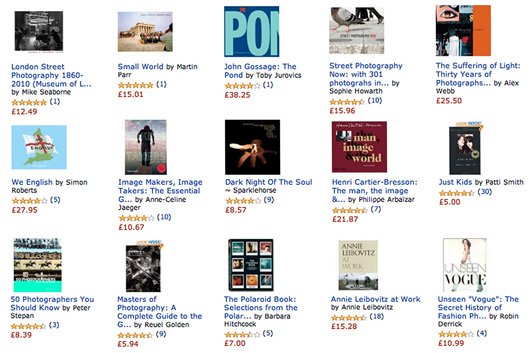 London Street
Photography 1860-
2010 (Museum of L...
by Mike Seaborne
(1)
£12.49
Small World by Martin
Parr
(1)
£15.01
THE
PON
John Gossage: The
Pond by Toby Jurovics
(1)
£38.25
STREET PHOTOGRAPHY NOW
Street Photography
Now: with 301
photograhs in... by
Sophie Howarth
(10)
£15.96
The Suffering of Light:
Thirty Years of
Photographs... by Alex
Webb
£25.50
We English by Simon
Roberts
(5)
£27.95
Image Makers, Image
Takers: The Essential
G... by Anne-Celine
Jaeger
(10)
£10.67
Dark Night Of The Soul
~ Sparklehorse
(9)
£8.57
Henri Cartier-Bresson:
the
man,
the image
&
world
Henri Cartier-Bresson:
The man, the image
&... by Philippe Arbaïzar
(7)
£21.87
LOOK INSIDE!
Just Kids by Patti Smith
(30)
£5.00
50 Photographers You
Should Know by Peter
Stepan
(3)
£8.39
LOOK INSIDE!
Masters of
Photography: A
Complete Guide to the
G... by Reuel Golden
(9)
£5.94
The Polaroid Book:
Selections from the
Polar... by Barbara
Hitchcock
(5)
£7.00
ANNIE
LEIBOVITZ
AT WORK
Annie Leibovitz at Work
by Annie Leibovitz
(18)
£15.28
UNSEEN
VOGUE
Unseen "Vogue": The
Secret History of
Fashion Ph... by Robin
Derrick
(4)
£10.99